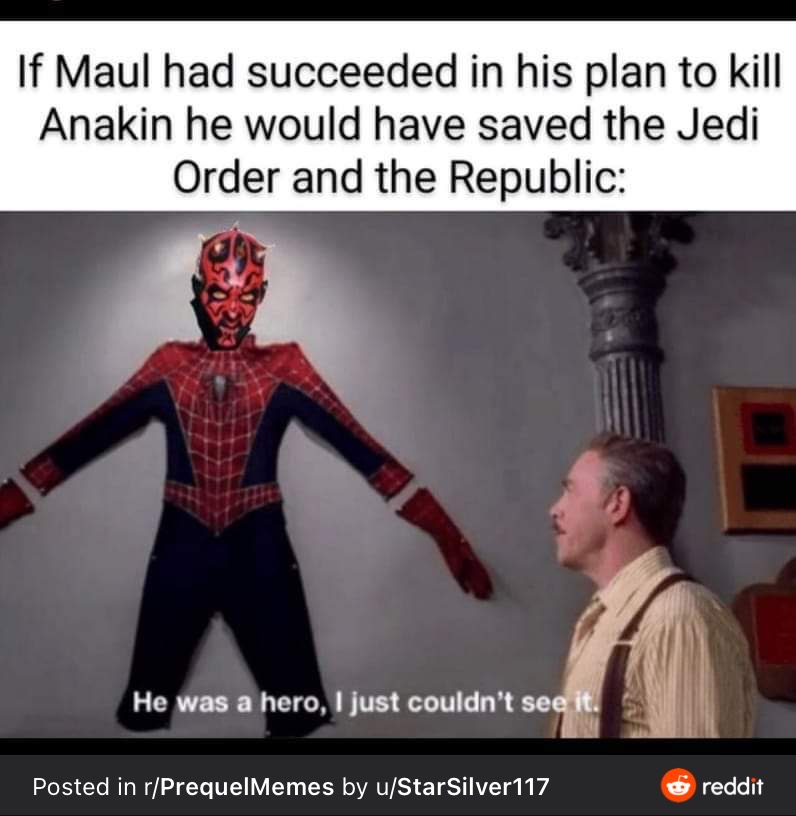 If Maul had succeeded in his plan to kill
Anakin he would have saved the Jedi
Order and the Republic:
He was a hero, I just couldn't see it.
Posted in r/PrequelMemes by u/StarSilver117
reddit